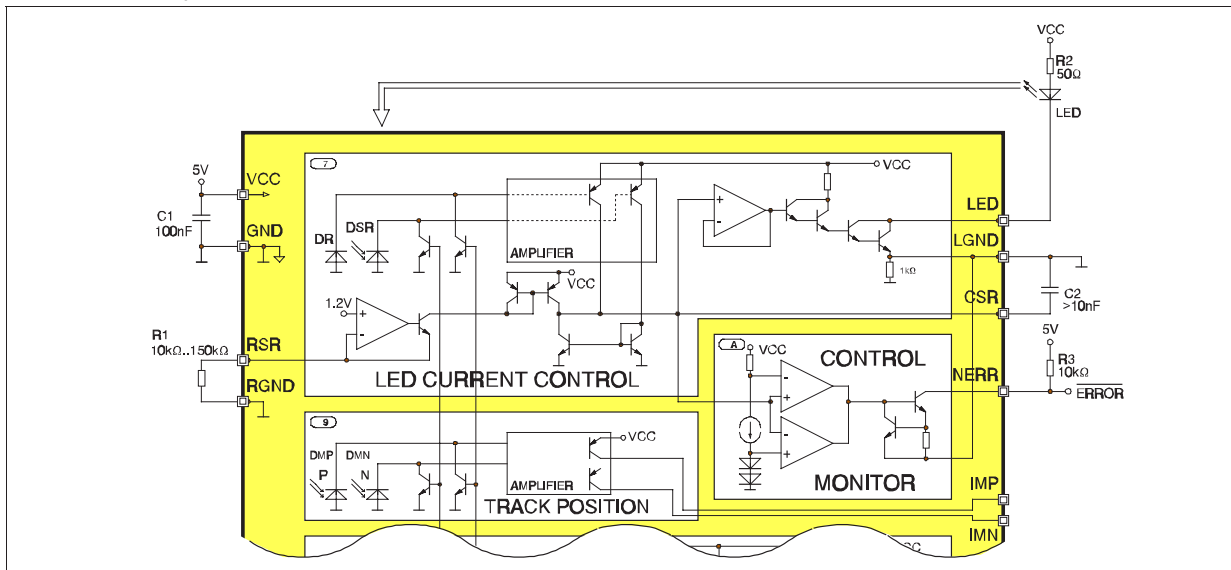 VCC
R2
50Ω
LED
7
VCC
5V
VCC
C1
100nF
GND
DR
DSR
AMPLIFIER
LED
LGND
1kΩ
VCC
1.2V
+
-
+
-
CSR
C2
>10nF
R1
10kΩ..150kΩ
RSR
RGND
LED CURRENT CONTROL
A
VCC
CONTROL
-
+
-
+
MONITOR
5V
R3
10kΩ
NERR
ERROR
9
DMP
P
DMN
N
VCC
AMPLIFIER
TRACK POSITION
IMP
IMN